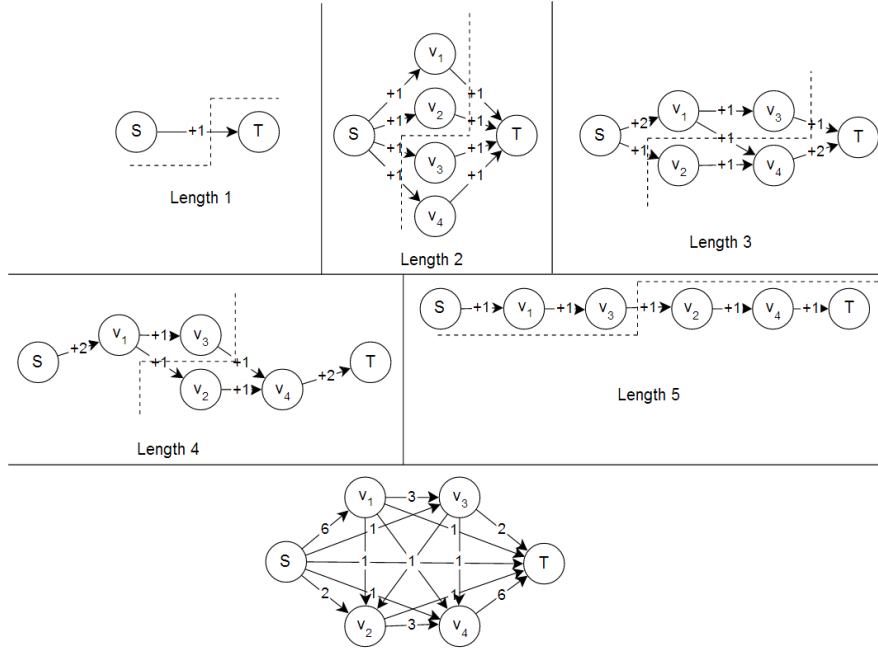 S +1 T
Length 1
v1
+1 +1
v2
+1 +1
S +1 +1 T
+1 v3 +1
+1 +1
v4
Length 2
v1 +1 v3
S +2 +1 +1 T
+1 +2
v2 +1 v4
Length 3
v1 +1 v3
S +2 +1 +1 T
+2
v2 +1 v4
Length 4
S +1 v1 +1 v3 +1 v2 +1 v4 +1 T
Length 5
v1 3 v3
6 1 1 2
S 1 1 1 1 T
2 1 1 6
v2 3 v4